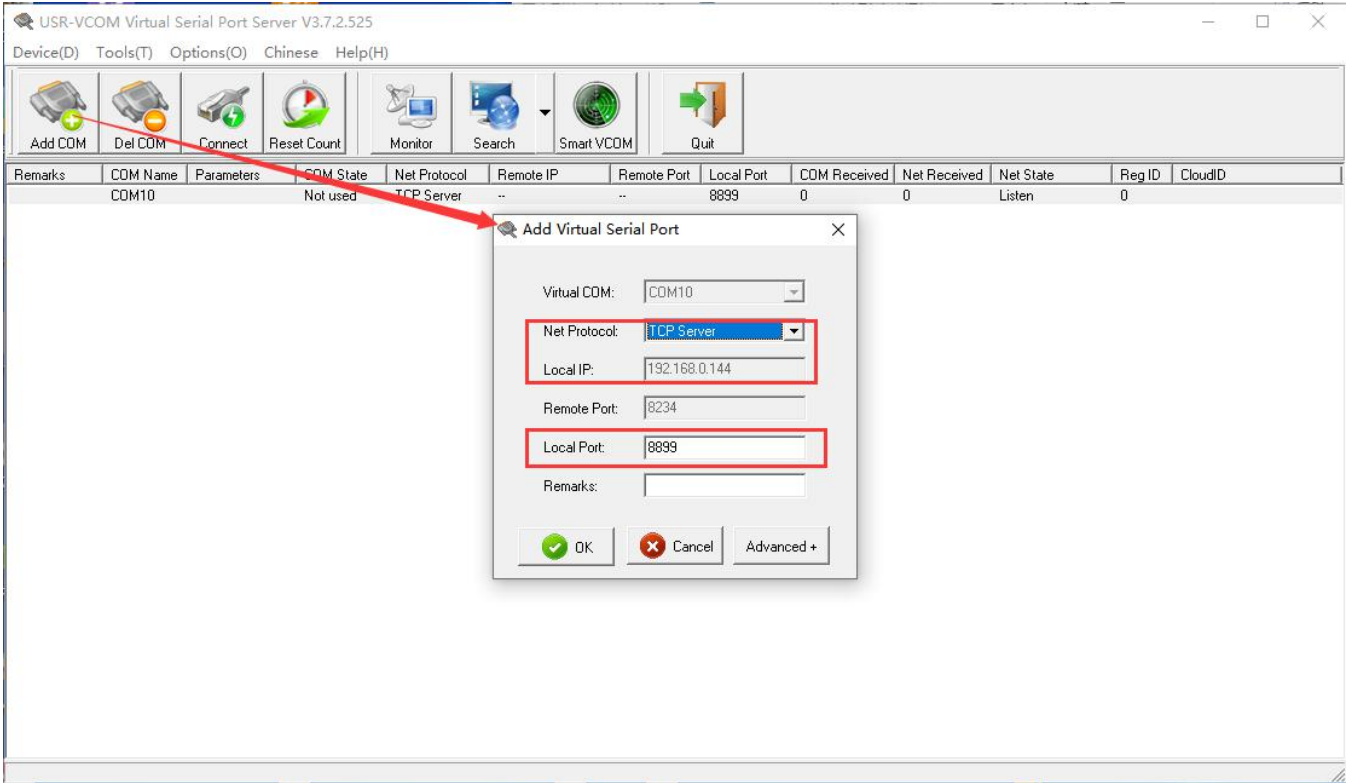 USR-VCOM Virtual Serial Port Server V3.7.2.525
Device(D) Tools(T) Options(O) Chinese Help(H)
Add COM Del COM Connect Reset Count Monitor Search Smart VCOM Quit
Remarks COM Name Parameters COM State Net Protocol Remote IP Remote Port Local Port COM Received Net Received Net State Reg ID CloudID
COM10 Not used TCP Server -- -- 8899 0 0 Listen 0
Add Virtual Serial Port
Virtual COM: COM10
Net Protocol: TCP Server
Local IP: 192.168.0.144
Remote Port: 8234
Local Port: 8899
Remarks:
OK Cancel Advanced +